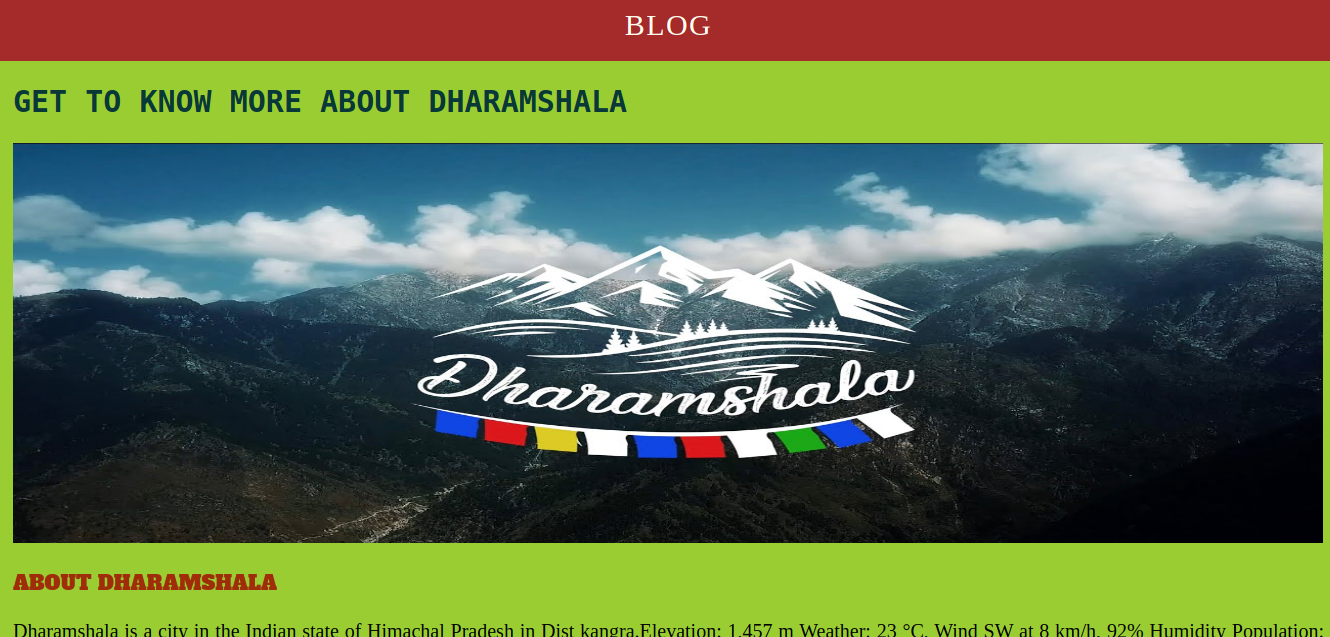 BLOG
GET TO KNOW MORE ABOUT DHARAMSHALA
Dharamshala
ABOUT DHARAMSHALA
Dharamshala is a city in the Indian state of Himachal Pradesh in Dist kangra.Elevation: 1,457 m Weather: 23 °C, Wind SW at 8 km/h, 92% Humidity Population: